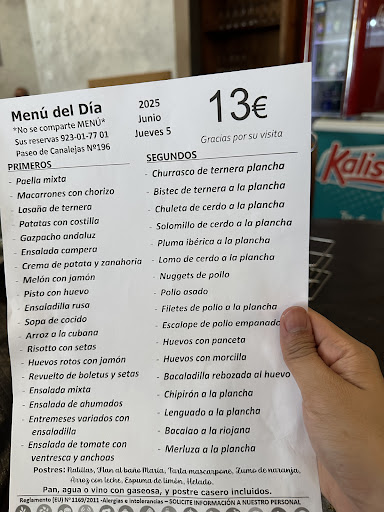 Menú del Día
*No se comparte MENÚ*
Sus reservas 923-01-77 01
Paseo de Canalejas Nº196
2025
Junio
Jueves 5
13€
Gracias por su visita
PRIMEROS
- Paella mixta
- Macarrones con chorizo
- Lasaña de ternera
- Patatas con costilla
- Gazpacho andaluz
- Ensalada campera
- Crema de patata y zanahoria
- Melón con jamón
- Pisto con huevo
- Ensaladilla rusa
- Sopa de cocido
- Arroz a la cubana
- Risotto con setas
- Huevos rotos con jamón
- Revuelto de boletus y setas
- Ensalada mixta
- Ensalada de ahumados
- Entremeses variados con
ensaladilla
- Ensalada de tomate con
ventresca y anchoas
SEGUNDOS
- Churrasco de ternera plancha
- Bistec de ternera a la plancha
- Chuleta de cerdo a la plancha
- Solomillo de cerdo a la plancha
- Pluma ibérica a la plancha
- Lomo de cerdo a la plancha
- Nuggets de pollo
- Pollo asado
- Filetes de pollo a la plancha
- Escalope de pollo empanado
- Huevos con panceta
- Huevos con morcilla
- Bacaladilla rebozada al huevo
- Chipirón a la plancha
- Lenguado a la plancha
- Bacalao a la riojana
- Merluza a la plancha
Postres: Natillas, Flan al baño María, Tarta mascarpone, Zumo de naranja,
Arroz con leche, Espuma de limón, Helado.
Pan, agua o vino con gaseosa, y postre casero incluidos.
Reglamento (EU) Nº 1169/2011 -Alergias e intolerancias – SOLICITE INFORMACIÓN A NUESTRO PERSONAL
Kalis